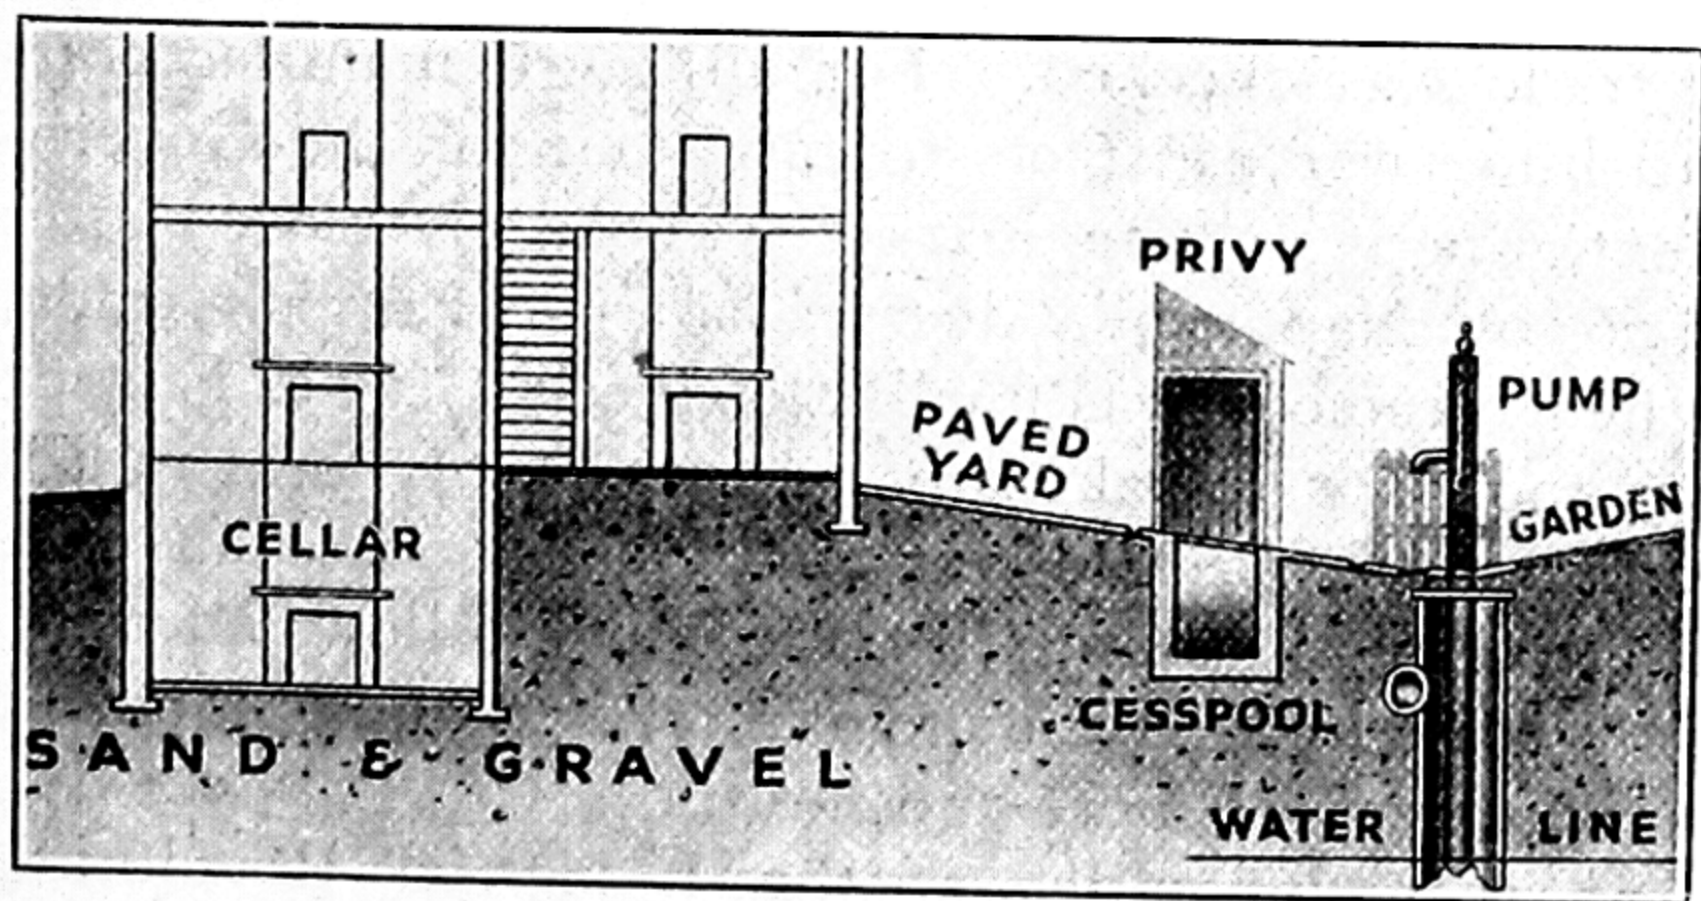 PRIVY
PUMP
PAVED
YARD
GARDEN
CELLAR
CESSPOOL
SAND & GRAVEL
WATER LINE